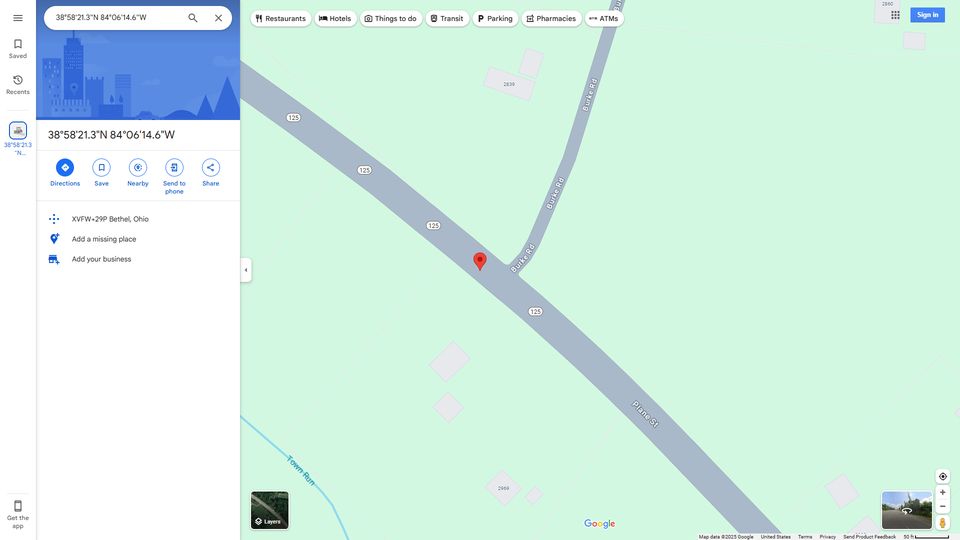 38°58'21.3"N 84°06'14.6"W
Restaurants
Hotels
Things to do
Transit
Parking
Pharmacies
ATMs
Sign in
Saved
Recents
38°58'21.3
"N...
38°58'21.3"N 84°06'14.6"W
Directions
Save
Nearby
Send to
phone
Share
XVFW+29P Bethel, Ohio
Add a missing place
Add your business
Get the
app
2860
2839
125
125
125
125
Burke Rd
Burke Rd
Burke Rd
Plane St
Town Run
2969
Layers
Google
Map data ©2025 Google
United States
Terms
Privacy
Send Product Feedback
50 ft